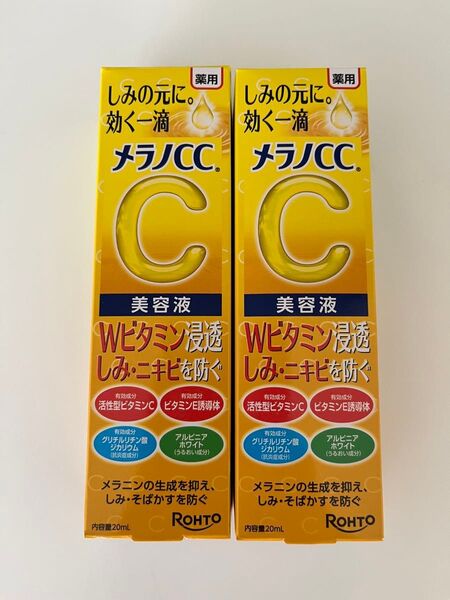 薬用
しみの元に。
効く一滴
メラノCC®
C
美容液
Wビタミン浸透
しみ・ニキビを防ぐ
有効成分
活性型ビタミンC
有効成分
ビタミンE誘導体
有効成分
グリチルリチン酸
ジカリウム
(抗炎症成分)
アルピニア
ホワイト
(うるおい成分)
メラニンの生成を抑え、
しみ・そばかすを防ぐ
内容量20mL
ROHTO
薬用
しみの元に。
効く一滴
メラノCC®
C
美容液
Wビタミン浸透
しみ・ニキビを防ぐ
有効成分
活性型ビタミンC
有効成分
ビタミンE誘導体
有効成分
グリチルリチン酸
ジカリウム
(抗炎症成分)
アルピニア
ホワイト
(うるおい成分)
メラニンの生成を抑え、
しみ・そばかすを防ぐ
内容量20mL
ROHTO